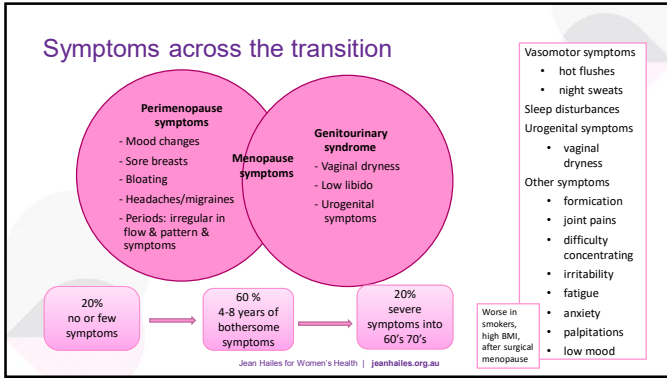 Symptoms across the transition
Perimenopause
symptoms
- Mood changes
- Sore breasts
- Bloating
- Headaches/migraines
- Periods: irregular in
flow & pattern &
symptoms
Menopause
symptoms
Genitourinary
syndrome
- Vaginal dryness
- Low libido
- Urogenital
symptoms
20%
no or few
symptoms
60 %
4-8 years of
bothersome
symptoms
20%
severe
symptoms into
60's 70's
Vasomotor symptoms
• hot flushes
• night sweats
Sleep disturbances
Urogenital symptoms
• vaginal
dryness
Other symptoms
• formication
• joint pains
• difficulty
concentrating
• irritability
• fatigue
• anxiety
• palpitations
• low mood
Worse in
smokers,
high BMI,
after surgical
menopause
Jean Hailes for Women's Health | jeanhailes.org.au